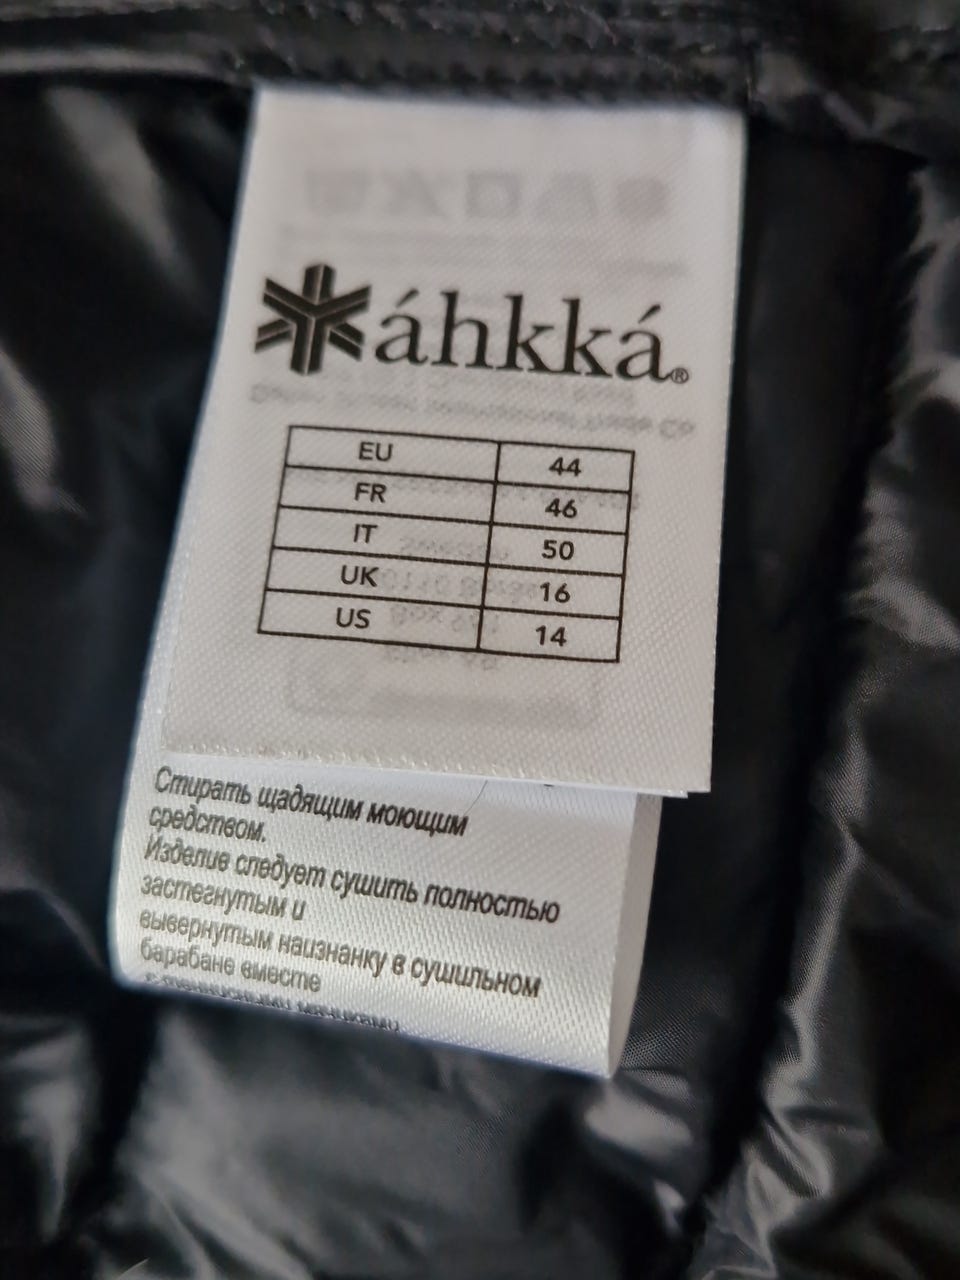 áhkká®
EU 44
FR 46
IT 50
UK 16
US 14
Стирать щадящим моющим
средством.
Изделие следует сушить полностью
застегнутым и
вывернутым наизнанку в сушильном
барабане вместе